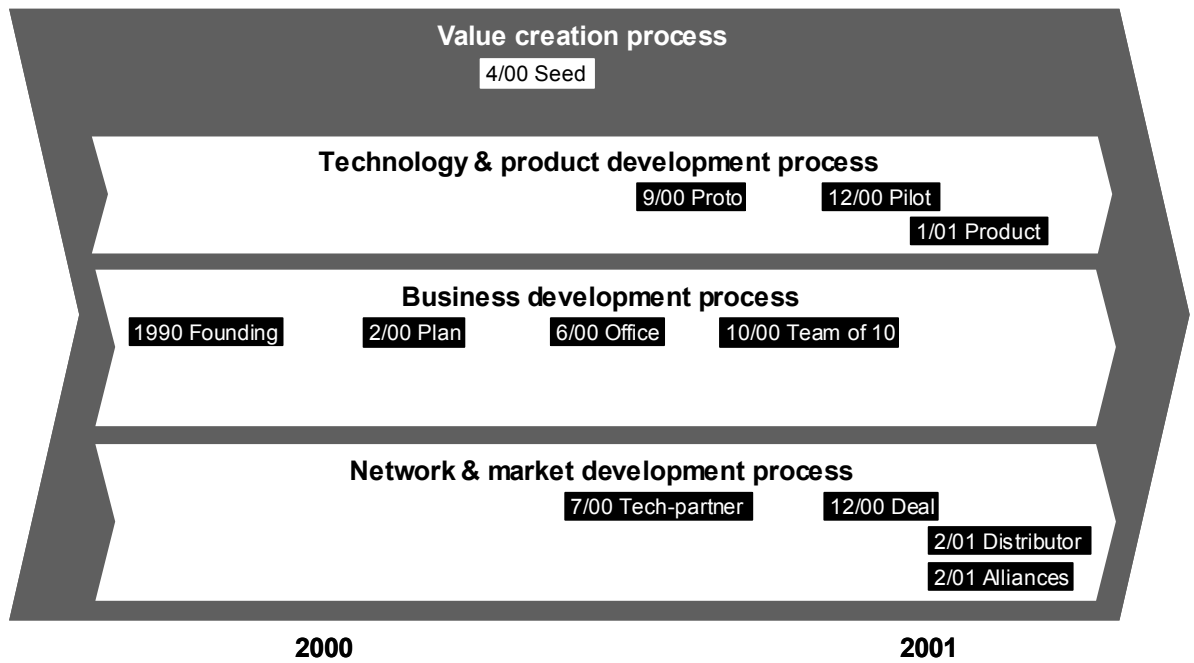 Value creation process
4/00 Seed
Technology & product development process
9/00 Proto
12/00 Pilot
1/01 Product
Business development process
1990 Founding
2/00 Plan
6/00 Office
10/00 Team of 10
Network & market development process
7/00 Tech-partner
12/00 Deal
2/01 Distributor
2/01 Alliances
2000
2001